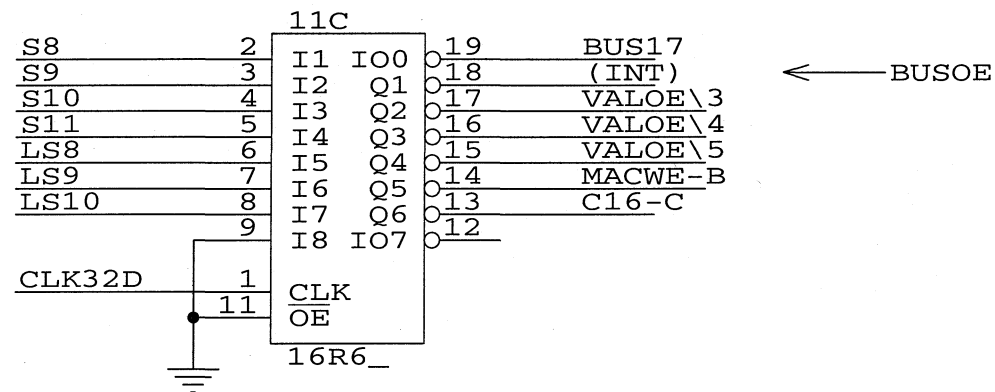 11C
S8 2 I1 IO0 19 BUS17
S9 3 I2 Q1 18 (INT) BUSOE
S10 4 I3 Q2 17 VALOE\3
S11 5 I4 Q3 16 VALOE\4
LS8 6 I5 Q4 15 VALOE\5
LS9 7 I6 Q5 14 MACWE-B
LS10 8 I7 Q6 13 C16-C
9 I8 IO7 12
CLK32D 1 CLK
11 OE
16R6_